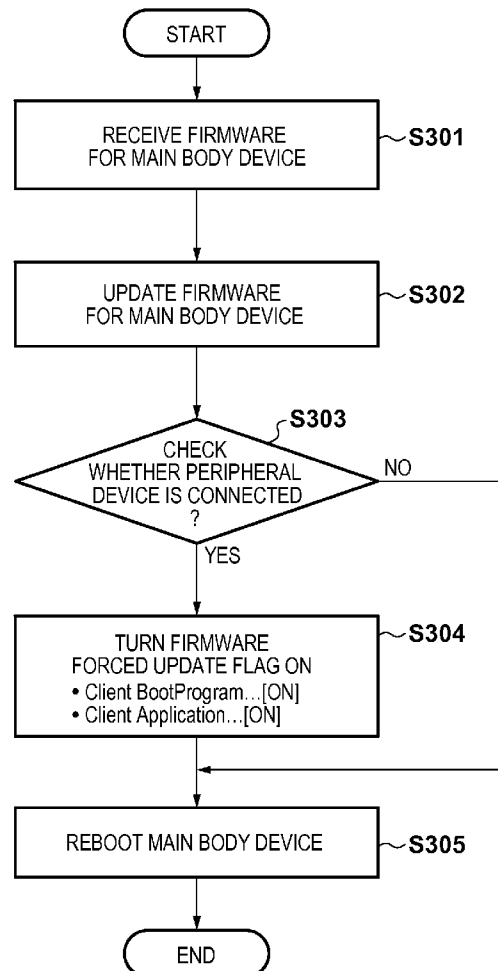 START
RECEIVE FIRMWARE
FOR MAIN BODY DEVICE
S301
UPDATE FIRMWARE
FOR MAIN BODY DEVICE
S302
S303
CHECK
WHETHER PERIPHERAL
DEVICE IS CONNECTED
?
NO
YES
TURN FIRMWARE
FORCED UPDATE FLAG ON
• Client BootProgram...[ON]
• Client Application...[ON]
S304
REBOOT MAIN BODY DEVICE
S305
END